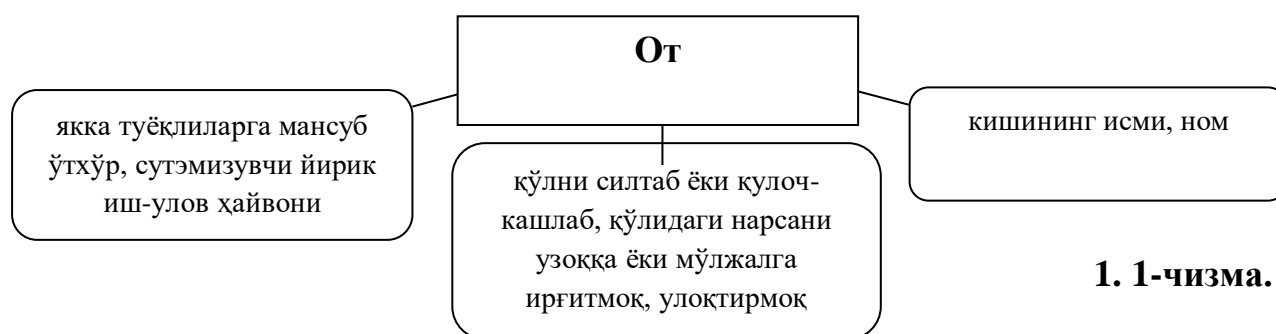 От
якка туёқлиларга мансуб
ўтхўр, сутэмизувчи йирик
иш-улов ҳайвони
қўлни силтаб ёки қулоч-
кашлаб, қўлидаги нарсани
узоққа ёки мўлжалга
ирғитмоқ, улоқтирмоқ
кишининг исми, ном
1. 1-чизма.